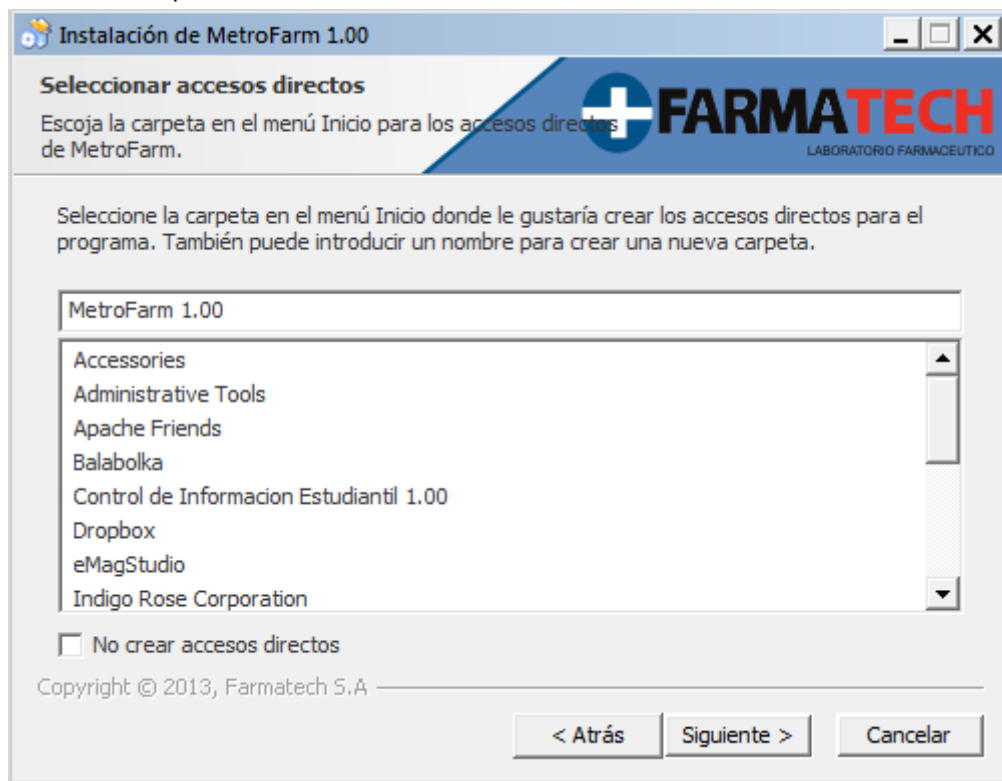 Instalación de MetroFarm 1.00
Seleccionar accesos directos
Escoja la carpeta en el menú Inicio para los accesos directos
de MetroFarm.
FARMATECH
LABORATORIO FARMACEUTICO
Seleccione la carpeta en el menú Inicio donde le gustaría crear los accesos directos para el
programa. También puede introducir un nombre para crear una nueva carpeta.
MetroFarm 1.00
Accessories
Administrative Tools
Apache Friends
Balabolka
Control de Informacion Estudiantil 1.00
Dropbox
eMagStudio
Indigo Rose Corporation
No crear accesos directos
Copyright © 2013, Farmatech S.A
< Atrás Siguiente > Cancelar